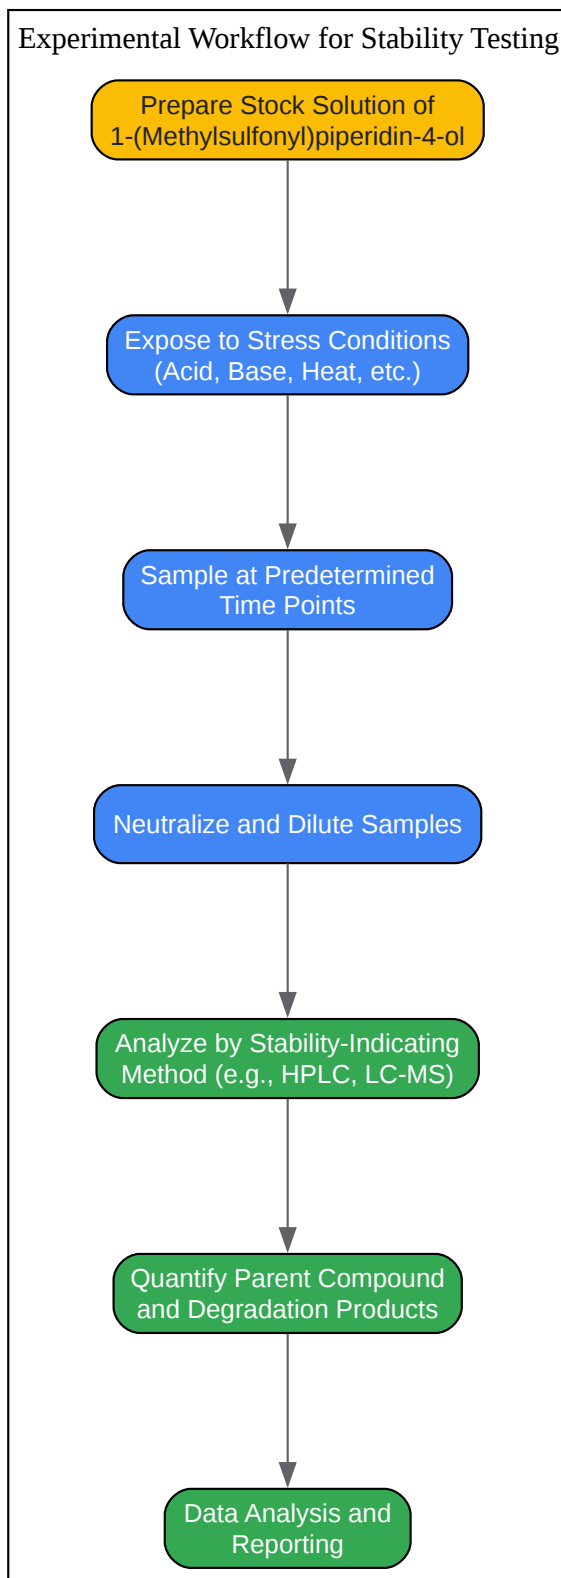 Experimental Workflow for Stability Testing
Prepare Stock Solution of
1-(Methylsulfonyl)piperidin-4-ol
Expose to Stress Conditions
(Acid, Base, Heat, etc.)
Sample at Predetermined
Time Points
Neutralize and Dilute Samples
Analyze by Stability-Indicating
Method (e.g., HPLC, LC-MS)
Quantify Parent Compound
and Degradation Products
Data Analysis and
Reporting